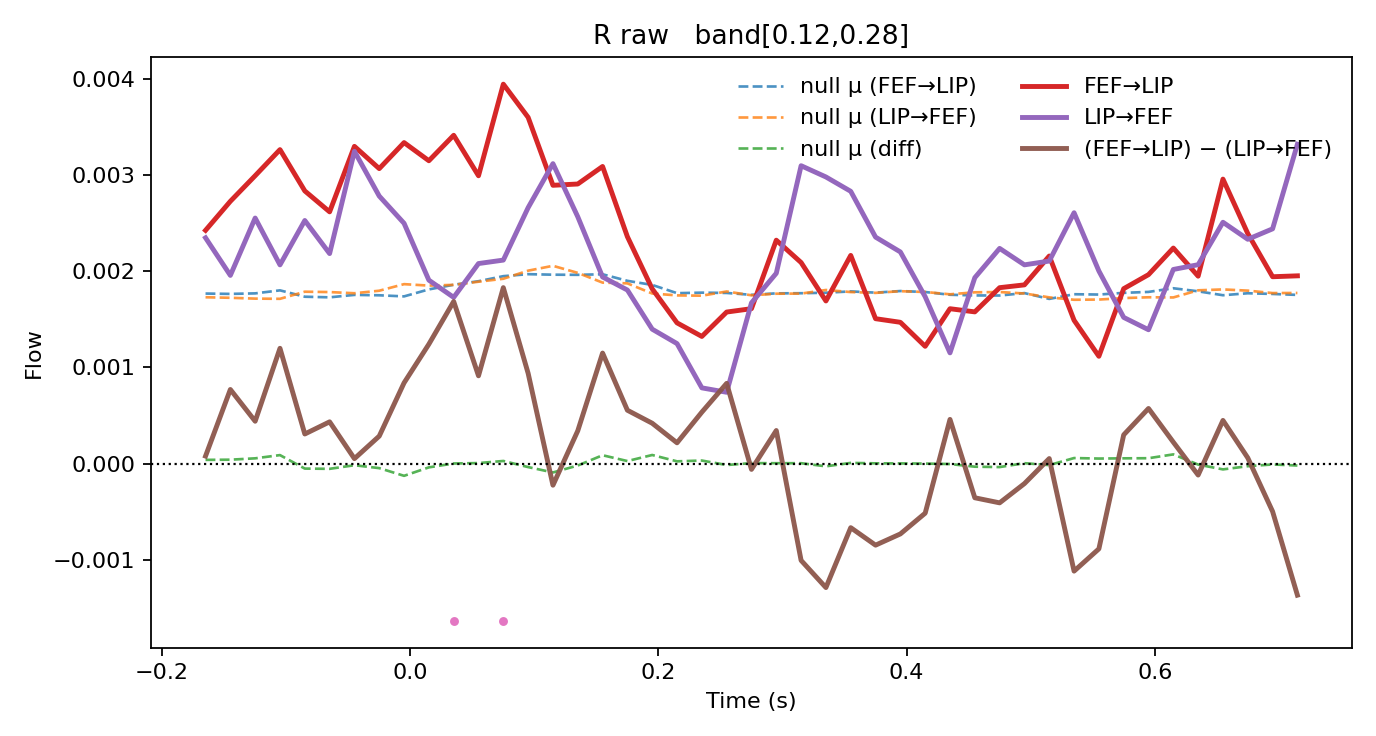 R raw   band[0.12,0.28]
null μ (FEF→LIP)
null μ (LIP→FEF)
null μ (diff)
FEF→LIP
LIP→FEF
(FEF→LIP) − (LIP→FEF)
Flow
0.004
0.003
0.002
0.001
0.000
−0.001
−0.2
0.0
0.2
0.4
0.6
Time (s)